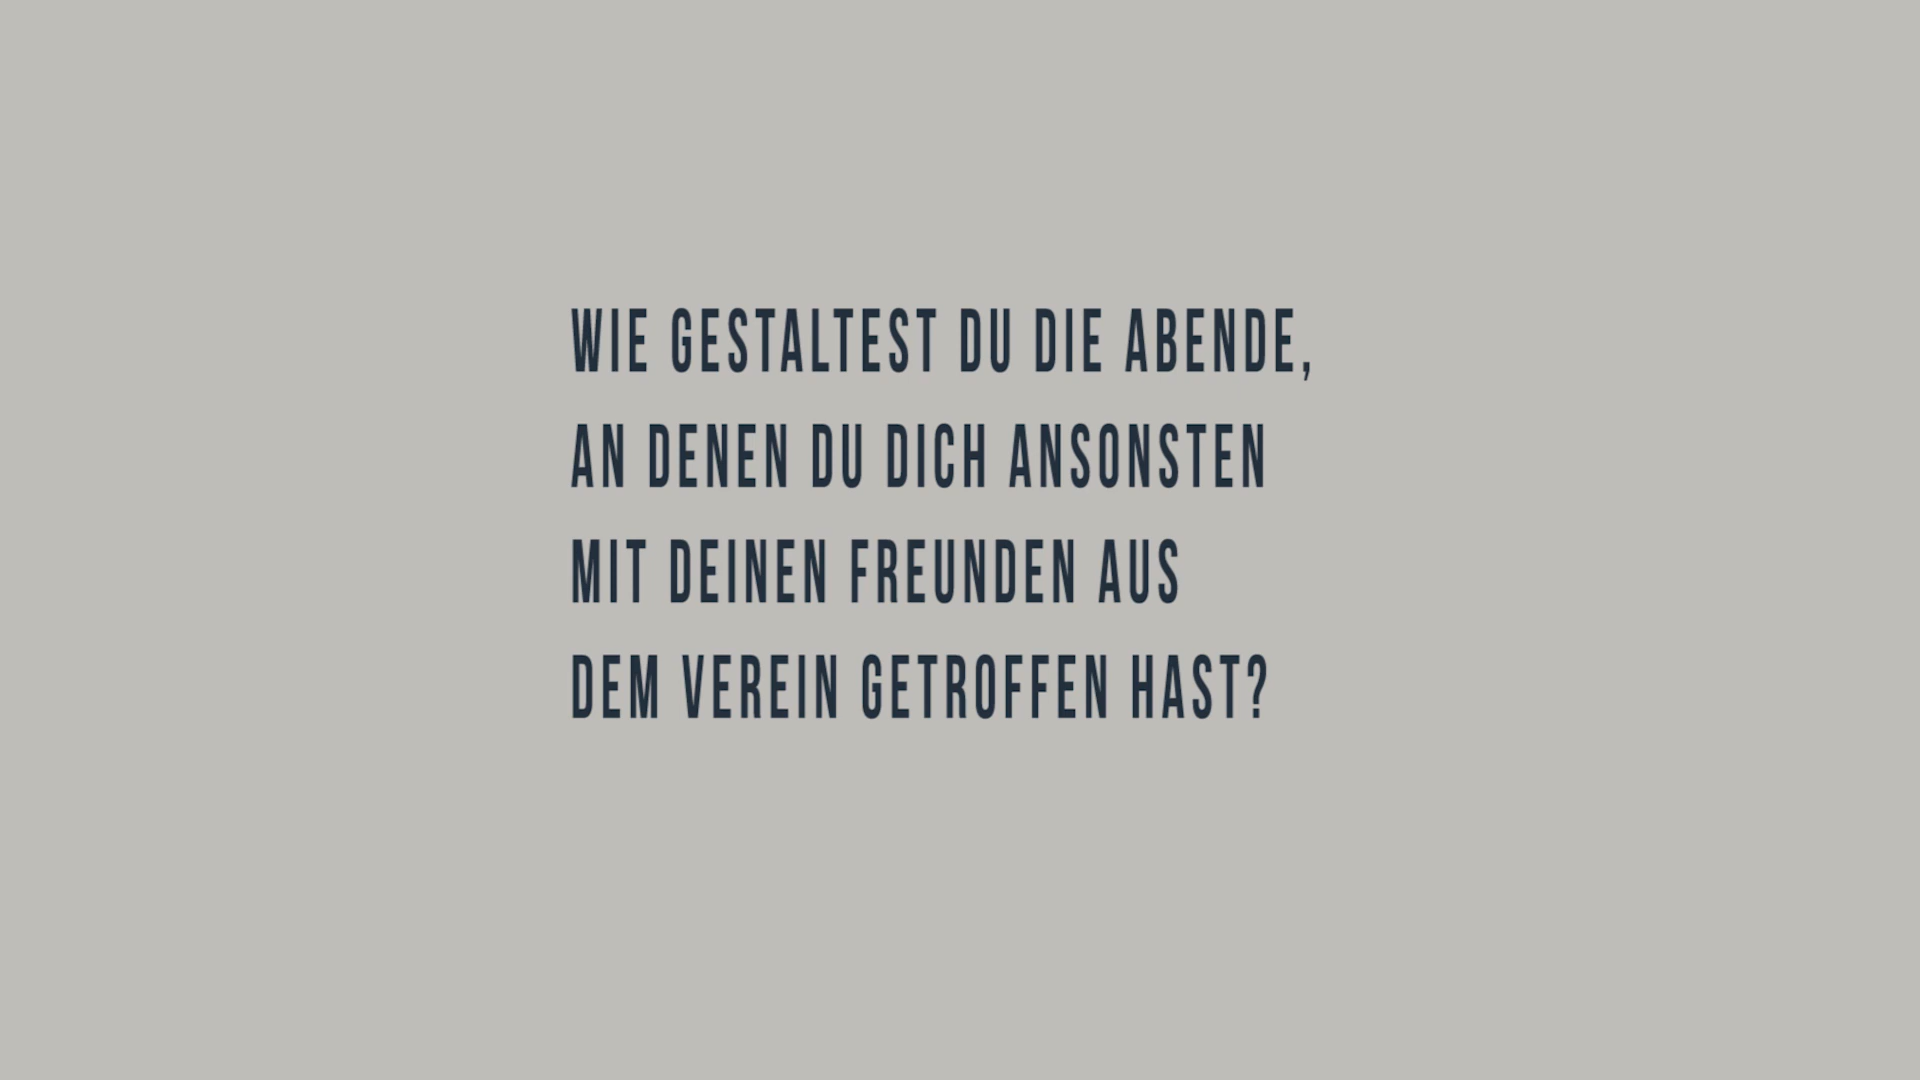 WIE GESTALTEST DU DIE ABENDE,
AN DENEN DU DICH ANSONSTEN
MIT DEINEN FREUNDEN AUS
DEM VEREIN GETROFFEN HAST?